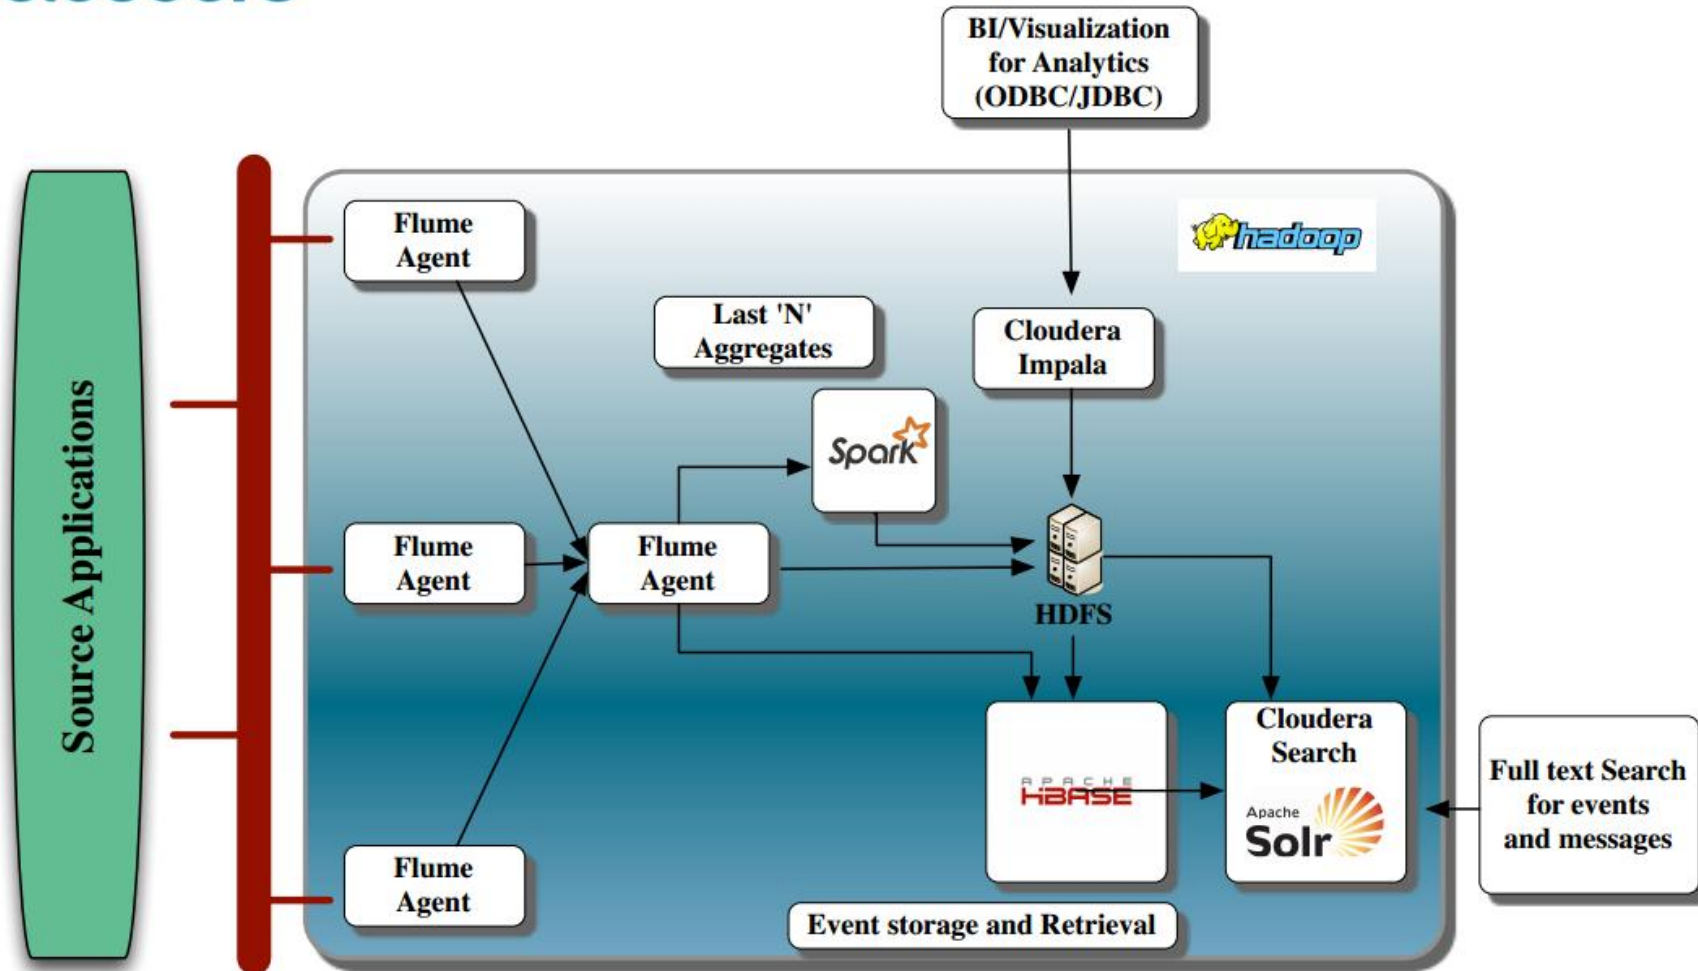 BI/Visualization
for Analytics
(ODBC/JDBC)
Source Applications
Flume
Agent
hadoop
Last 'N'
Aggregates
Cloudera
Impala
Spark
Flume
Agent
Flume
Agent
HDFS
Flume
Agent
APACHE
HBASE
Cloudera
Search
Apache
Solr
Full text Search
for events
and messages
Event storage and Retrieval